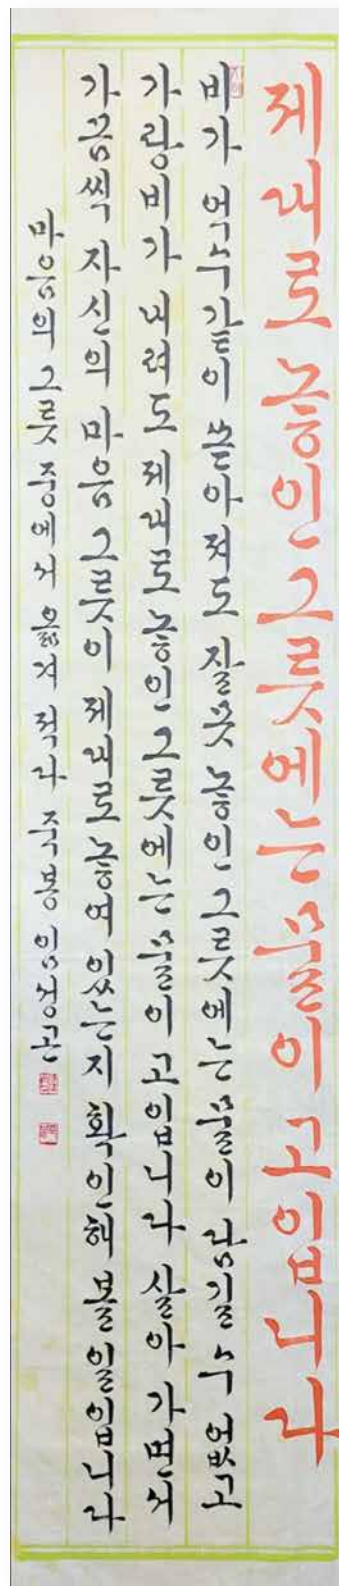 제대로 놓인 그릇에는 물이 고입니다
비가 억수같이 쏟아져도 잘못 놓인 그릇에는 물이 담길 수 없고
가랑비가 내려도 제대로 놓인 그릇에는 물이 고입니다 살아가면서
가끔씩 자신의 마음 그릇이 제대로 놓여 있는지 확인해 볼 일입니다
마음의 그릇 중에서 옮겨 적다 죽봉 임성곤